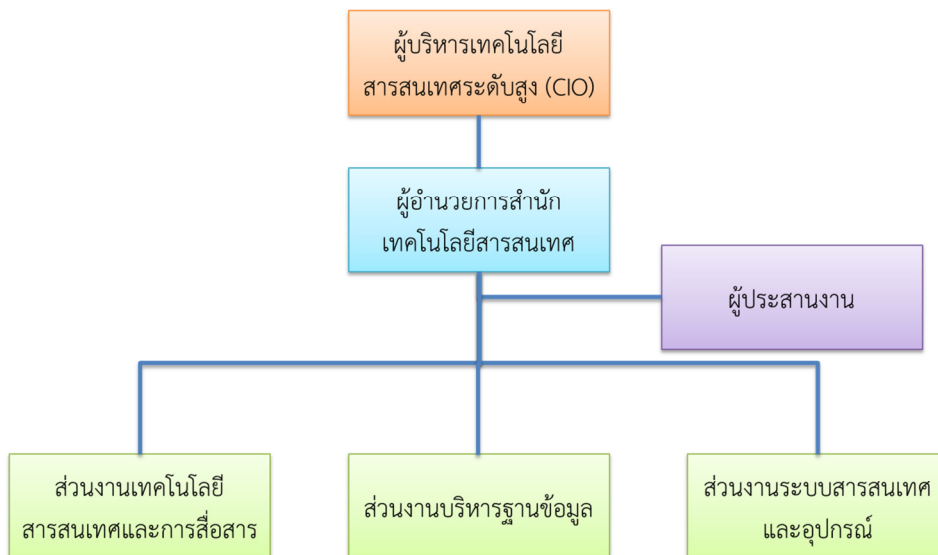 ผู้บริหารเทคโนโลยี
สารสนเทศระดับสูง (CIO)
ผู้อำนวยการสำนัก
เทคโนโลยีสารสนเทศ
ผู้ประสานงาน
ส่วนงานเทคโนโลยี
สารสนเทศและการสื่อสาร
ส่วนงานบริหารฐานข้อมูล
ส่วนงานระบบสารสนเทศ
และอุปกรณ์